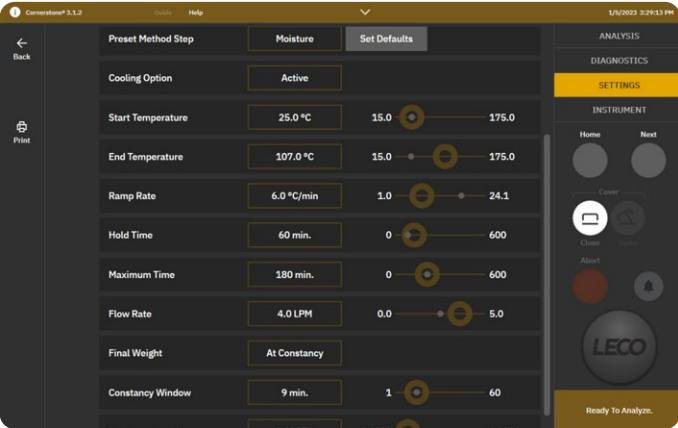 Cornerstone® 3.1.2 Guide Help 1/5/2023 3:29:13 PM
Back
Print
Preset Method Step Moisture Set Defaults
Cooling Option Active
Start Temperature 25.0 °C 15.0 175.0
End Temperature 107.0 °C 15.0 175.0
Ramp Rate 6.0 °C/min 1.0 24.1
Hold Time 60 min. 0 600
Maximum Time 180 min. 0 600
Flow Rate 4.0 LPM 0.0 5.0
Final Weight At Constancy
Constancy Window 9 min. 1 60
ANALYSIS
DIAGNOSTICS
SETTINGS
INSTRUMENT
Home Next
Cover
Close Open
Abort
LECO
Ready To Analyze.